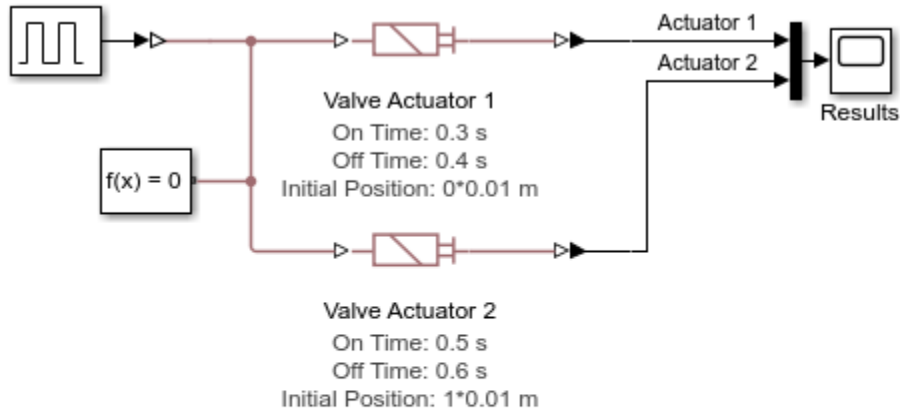 Actuator 1
Actuator 2
Results
Valve Actuator 1
On Time: 0.3 s
Off Time: 0.4 s
Initial Position: 0*0.01 m
f(x) = 0
Valve Actuator 2
On Time: 0.5 s
Off Time: 0.6 s
Initial Position: 1*0.01 m